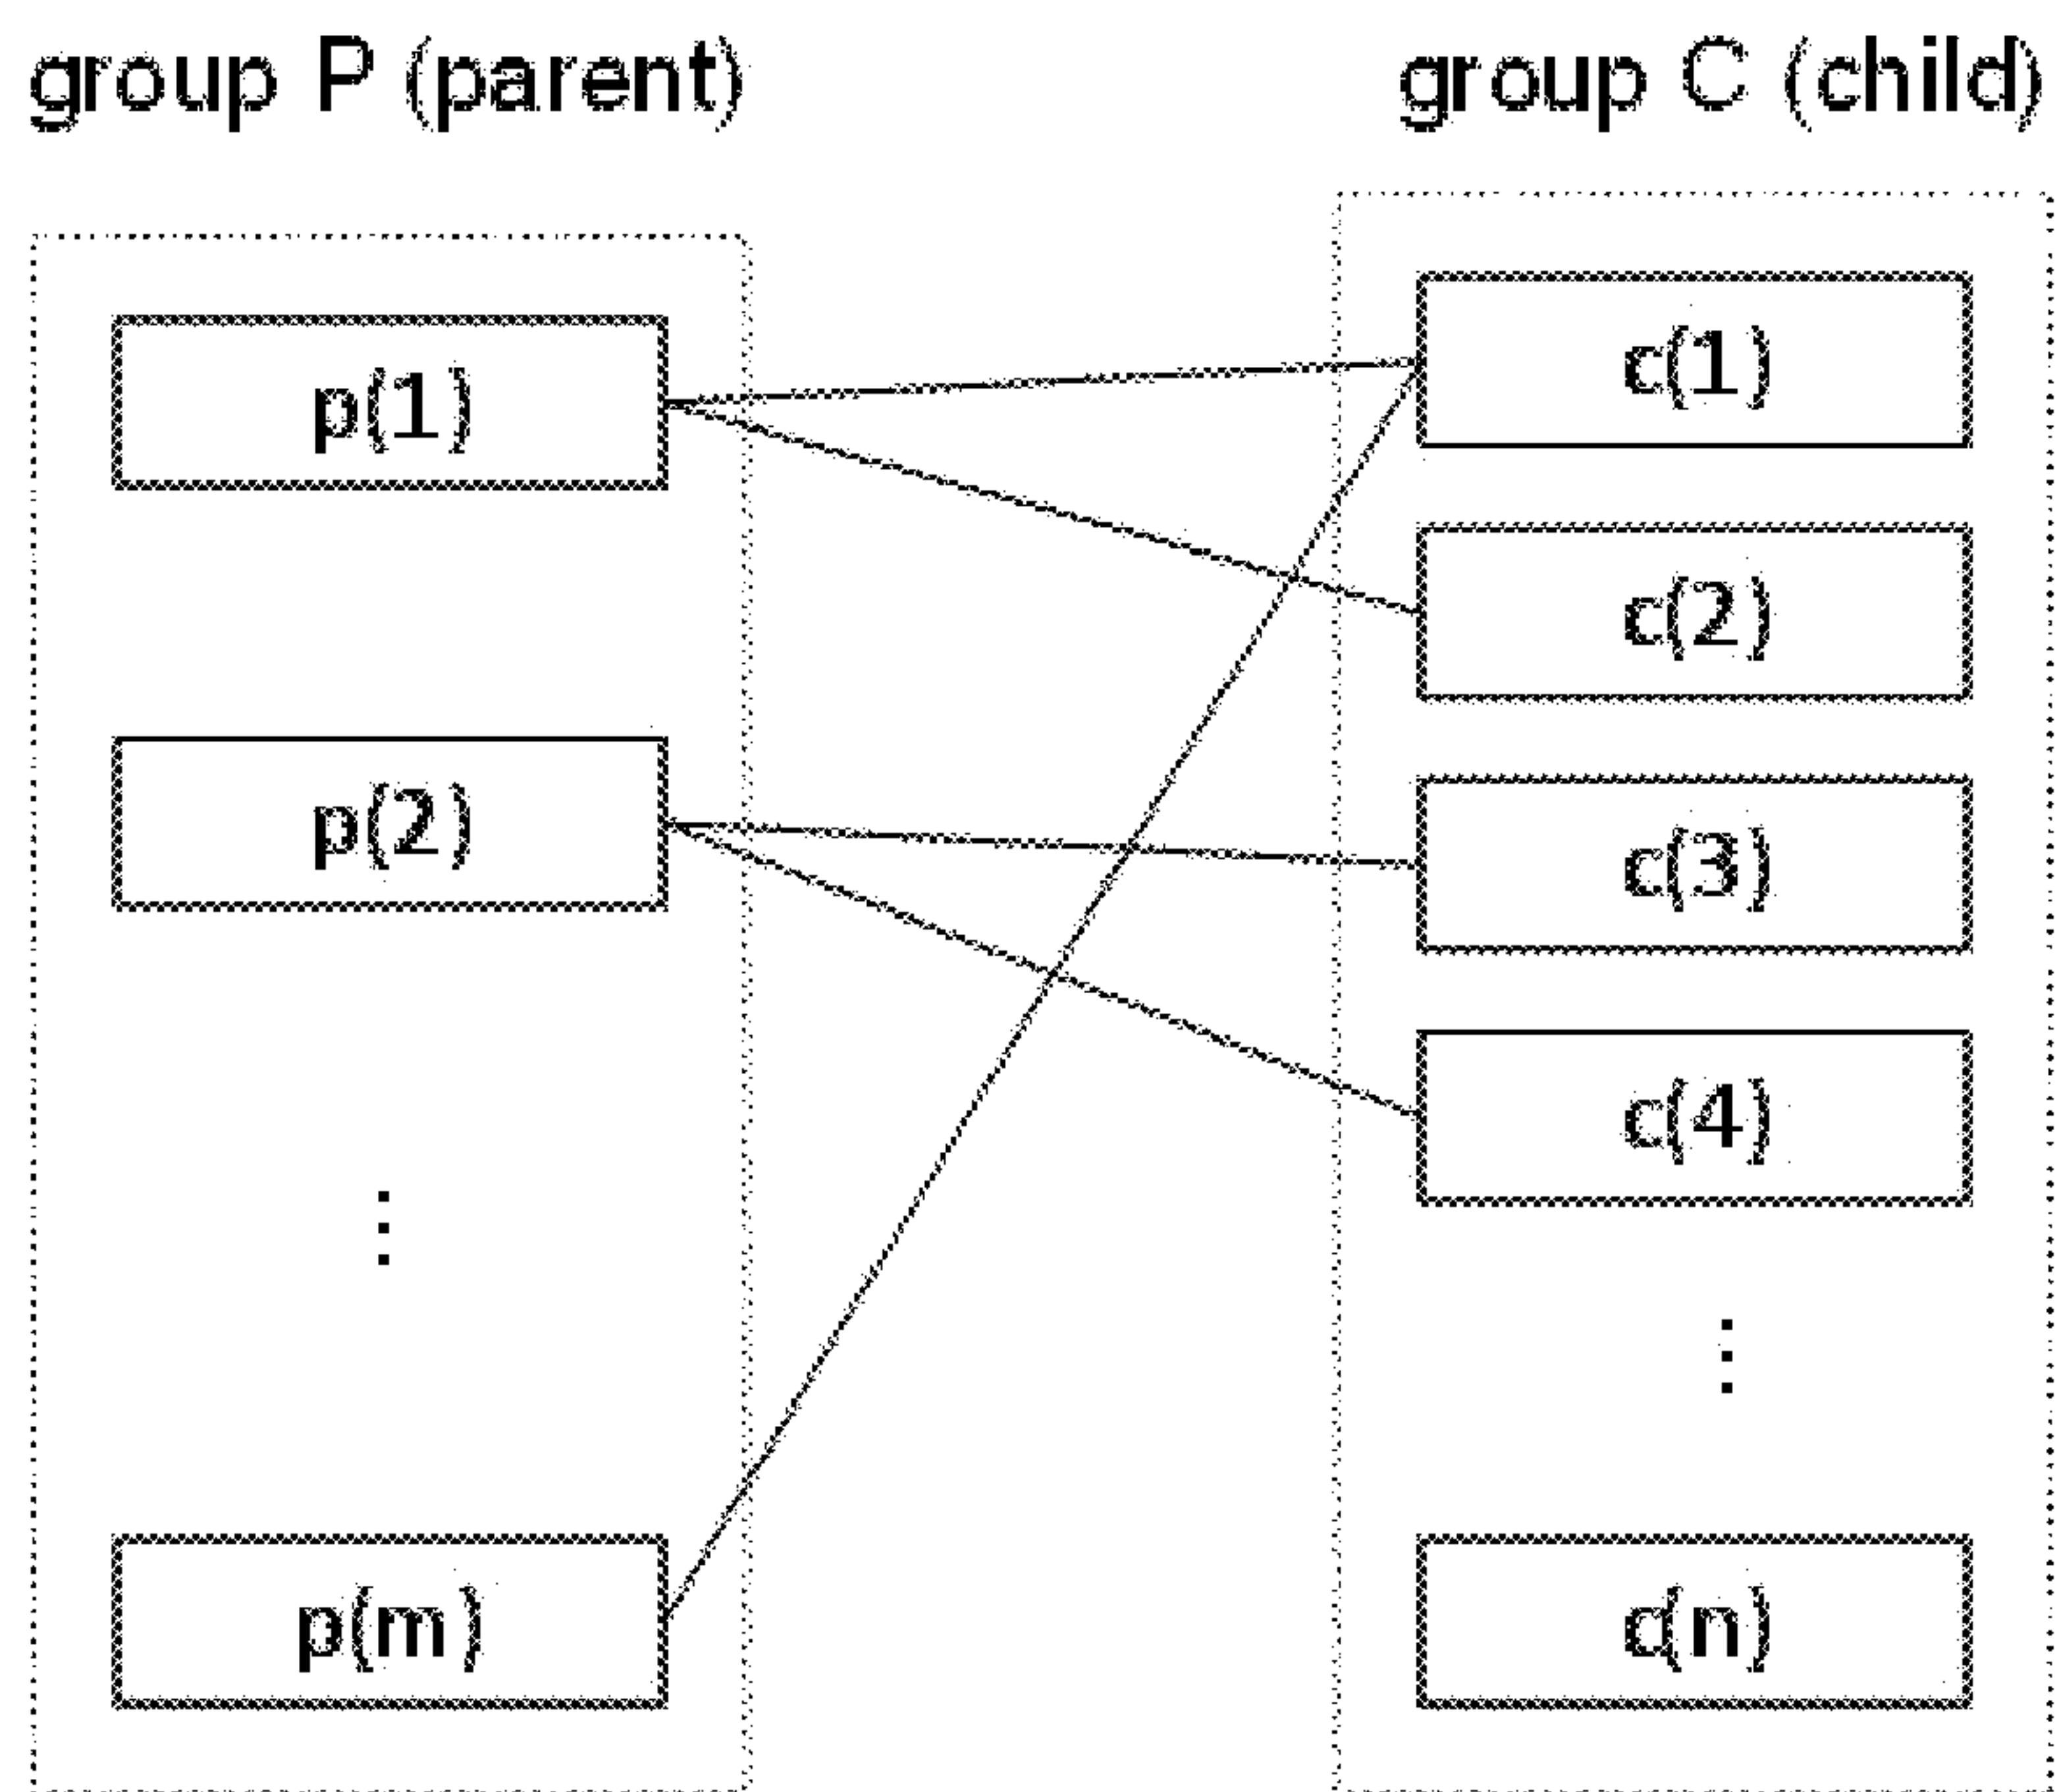 group P (parent)
group C (child)
p(1)
c(1)
c(2)
p(2)
c(3)
c(4)
⋮
⋮
p(m)
c(n)